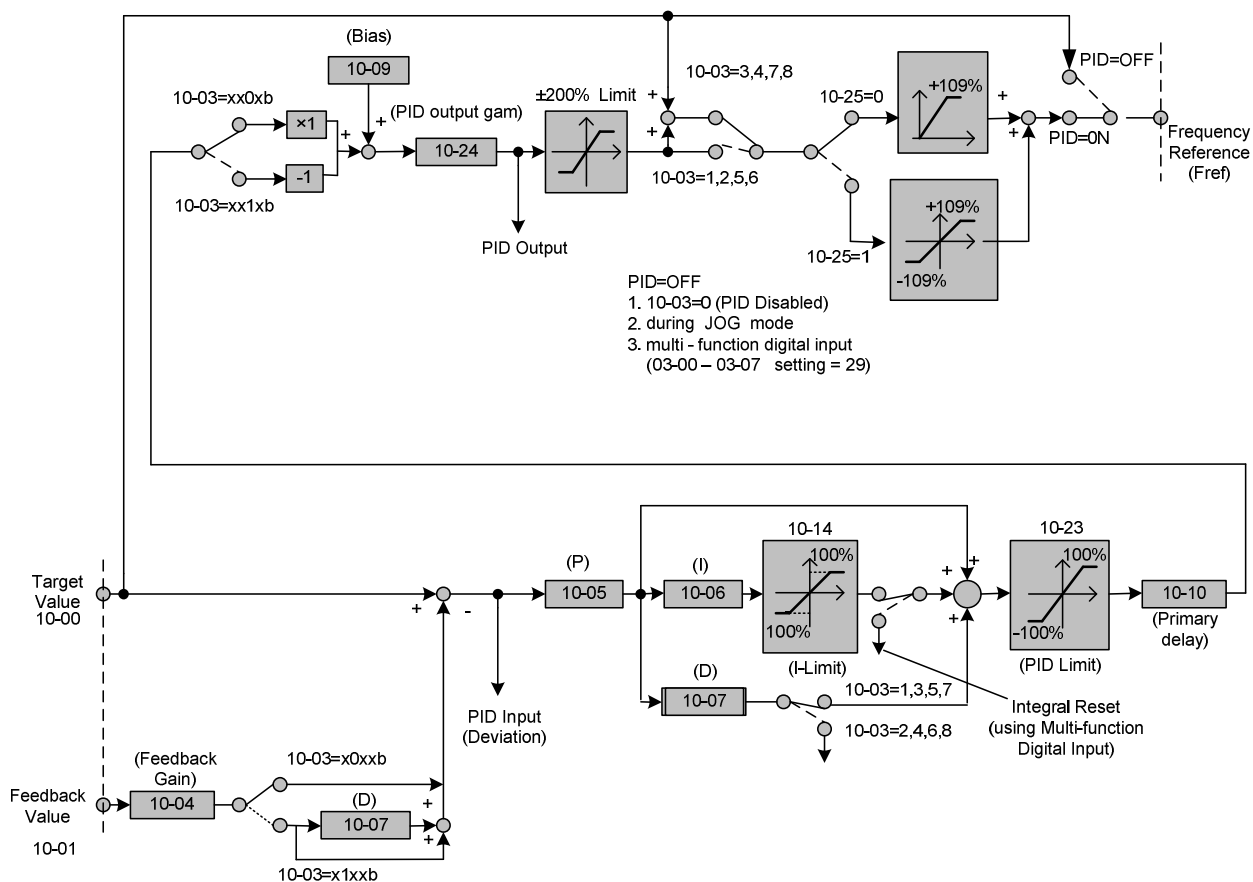 (Bias)
10-09
10-03=xx0xb
×1
-1
10-03=xx1xb
+
+
(PID output gam)
10-24
PID Output
±200% Limit
+
+
10-03=3,4,7,8
10-03=1,2,5,6
10-25=0
+109%
10-25=1
+109%
-109%
+
+
PID=OFF
PID=0N
Frequency
Reference
(Fref)
PID=OFF
1. 10-03=0 (PID Disabled)
2. during JOG mode
3. multi - function digital input
(03-00 – 03-07 setting = 29)
Target
Value
10-00
+
-
PID Input
(Deviation)
(P)
10-05
(I)
10-06
10-14
100%
100%
(I-Limit)
(D)
10-07
10-03=1,3,5,7
10-03=2,4,6,8
+
+
+
Integral Reset
(using Multi-function
Digital Input)
10-23
100%
-100%
(PID Limit)
10-10
(Primary
delay)
Feedback
Value
10-01
(Feedback
Gain)
10-04
10-03=x0xxb
(D)
10-07
+
+
10-03=x1xxb